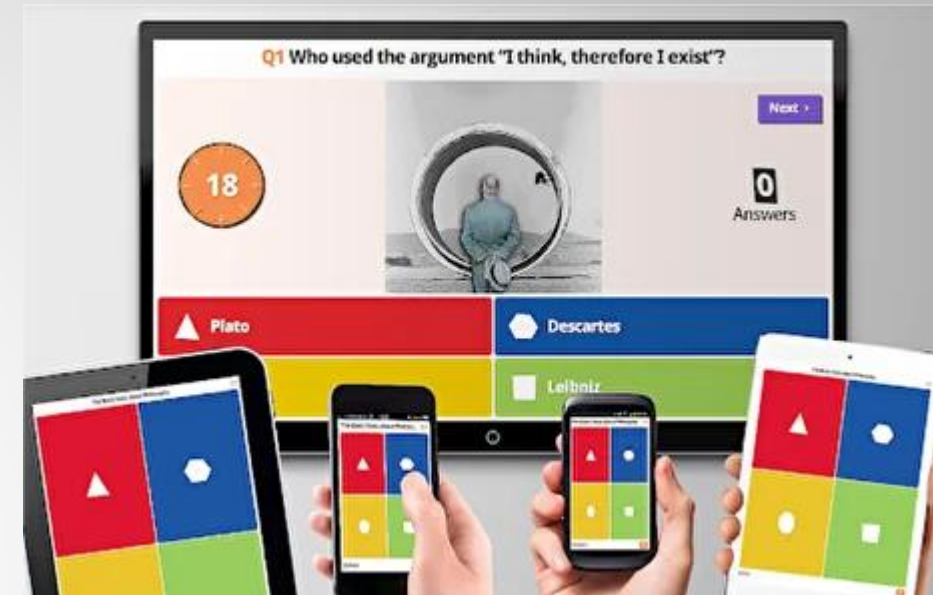 Q1 Who used the argument "I think, therefore I exist"?
Next
18
0
Answers
Plato
Descartes
Leibniz